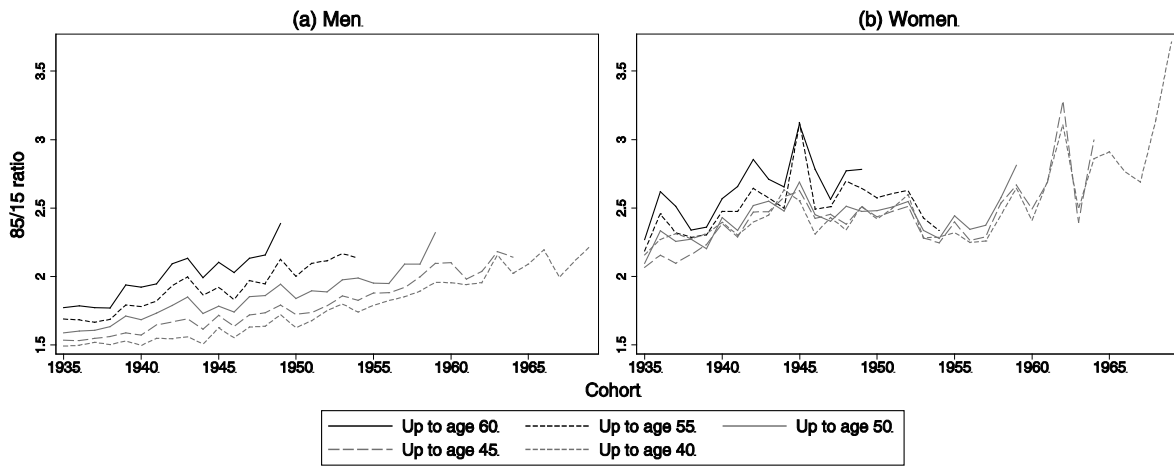 (a) Men.
(b) Women.
85/15 ratio
3.5
3
2.5
2
1.5
1935. 1940. 1945. 1950. 1955. 1960. 1965.
3.5
3
2.5
2
1.5
1935. 1940. 1945. 1950. 1955. 1960. 1965.
Cohort
Up to age 60. Up to age 55. Up to age 50.
Up to age 45. Up to age 40.